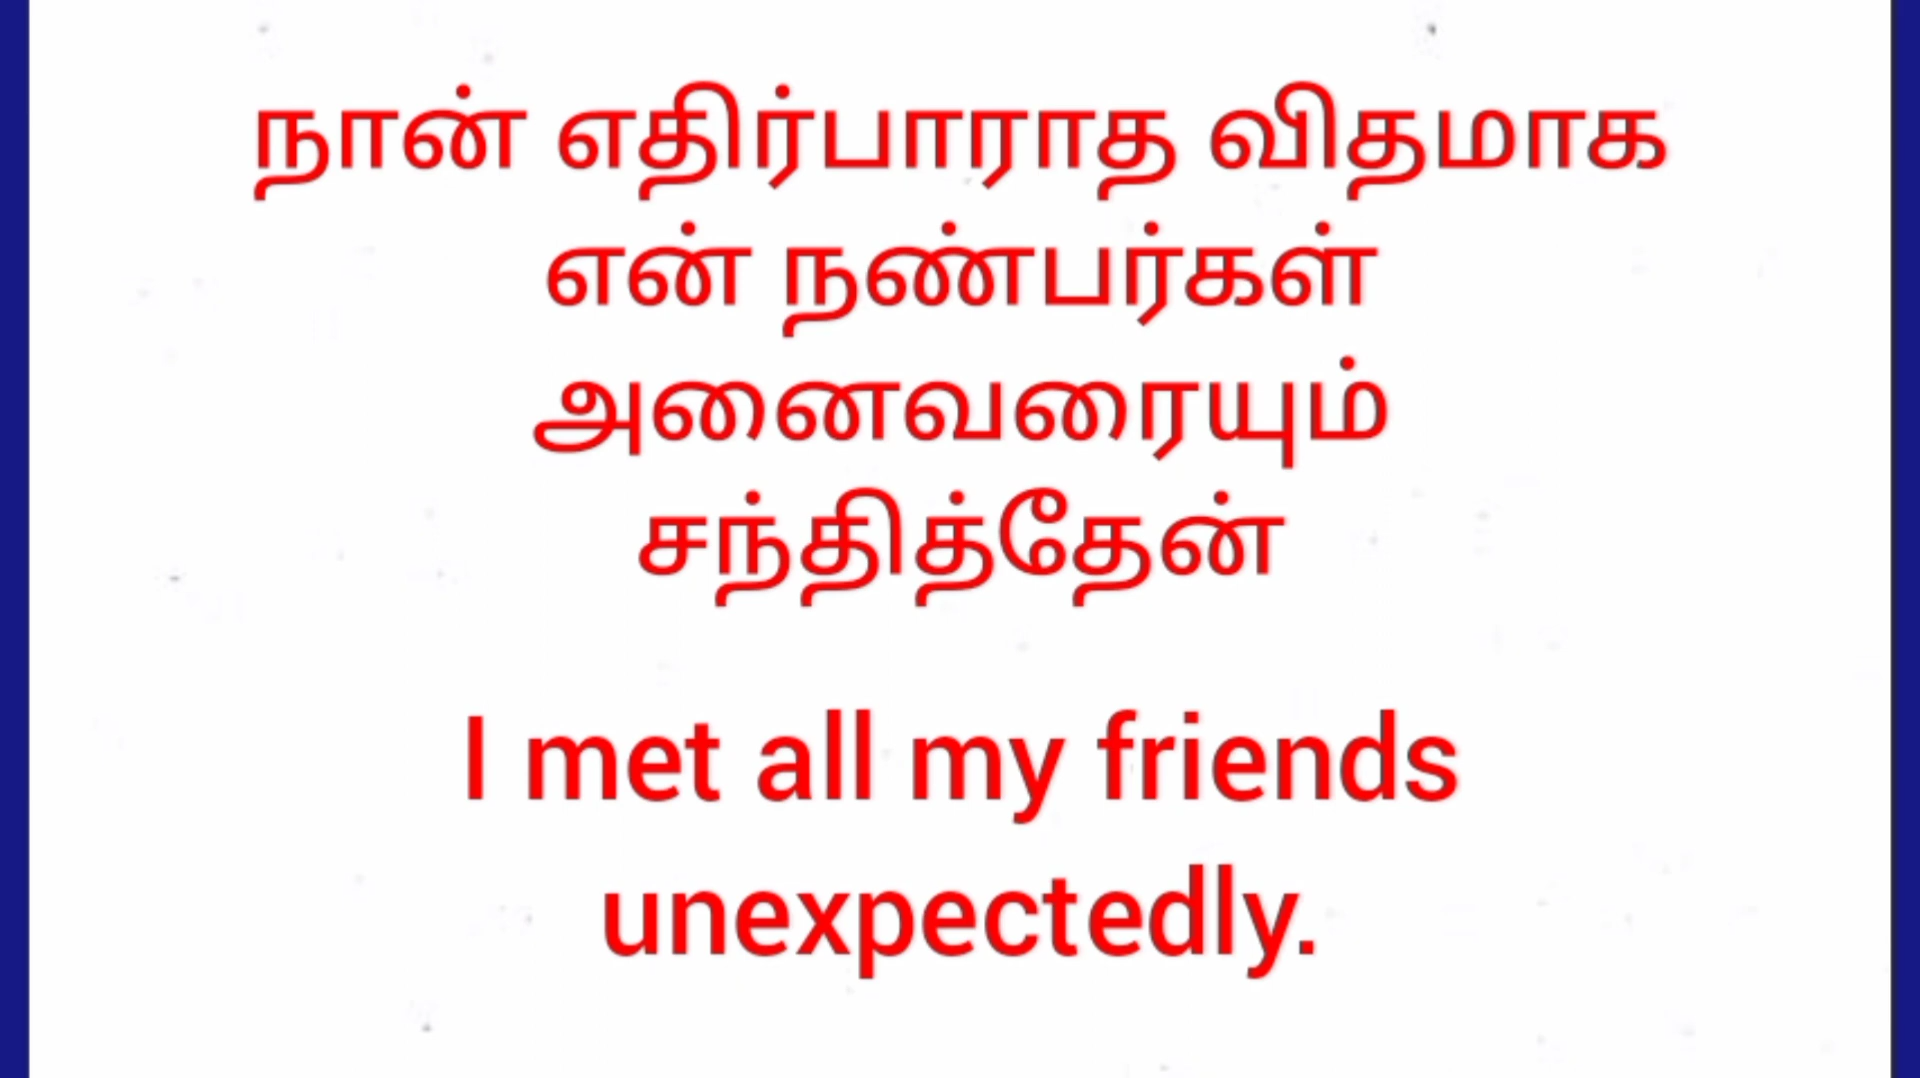 நான் எதிர்பாராத விதமாக
என் நண்பர்கள்
அனைவரையும்
சந்தித்தேன்
I met all my friends
unexpectedly.